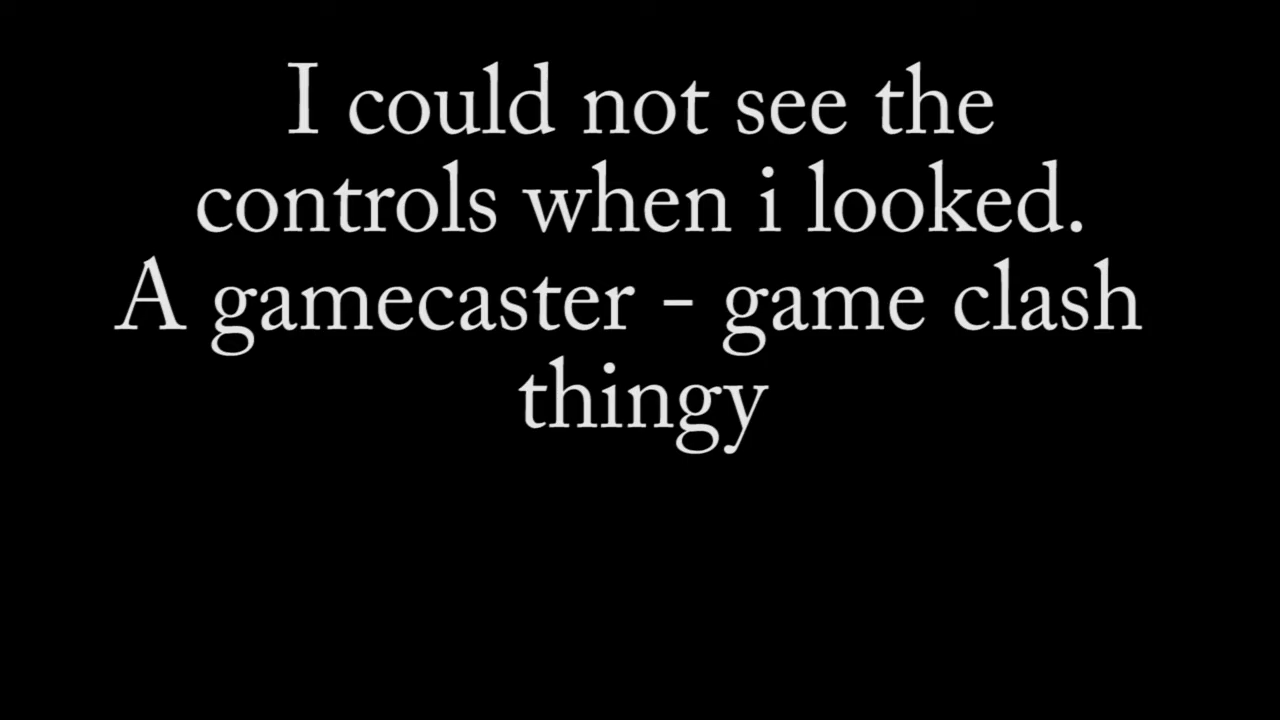 I could not see the
controls when i looked.
A gamecaster - game clash
thingy